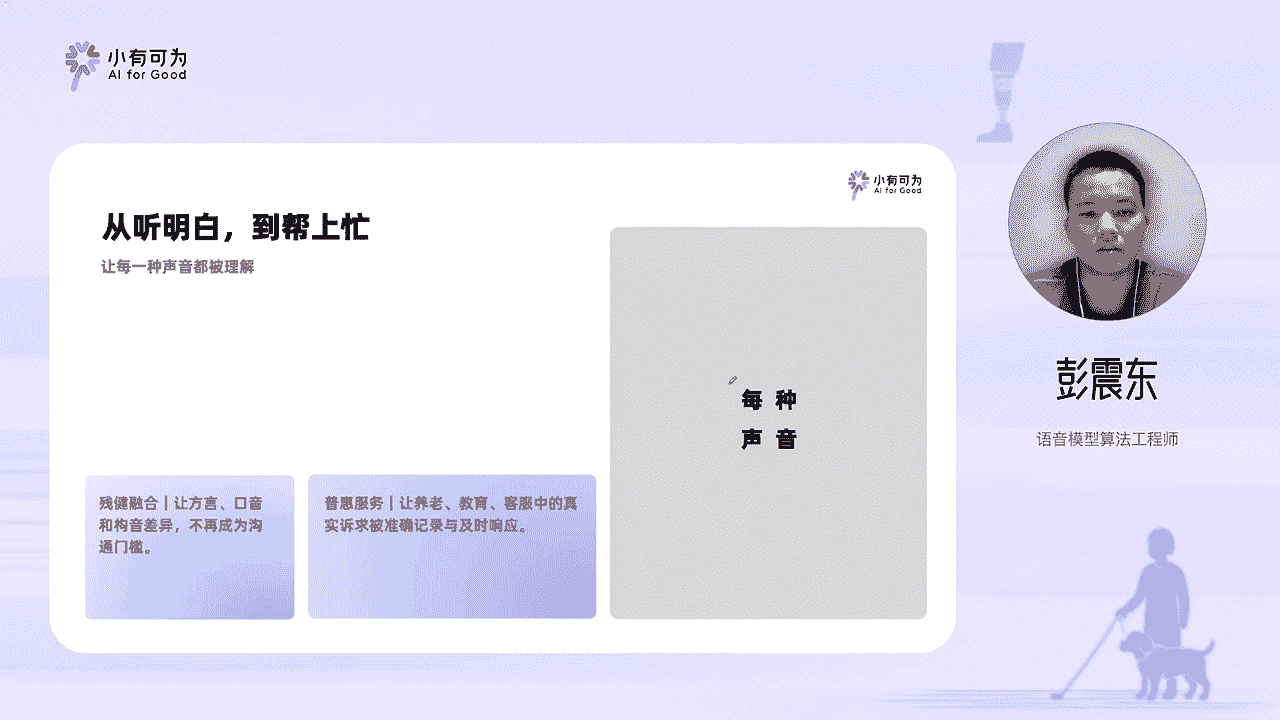 小有可为
AI for Good
小有可为
AI for Good
从听明白，到帮上忙
让每一种声音都被理解
每 种
声 音
残健融合｜让方言、口音
和构音差异，不再成为沟
通门槛。
普惠服务｜让养老、教育、客服中的真
实诉求被准确记录与及时响应。
彭震东
语音模型算法工程师